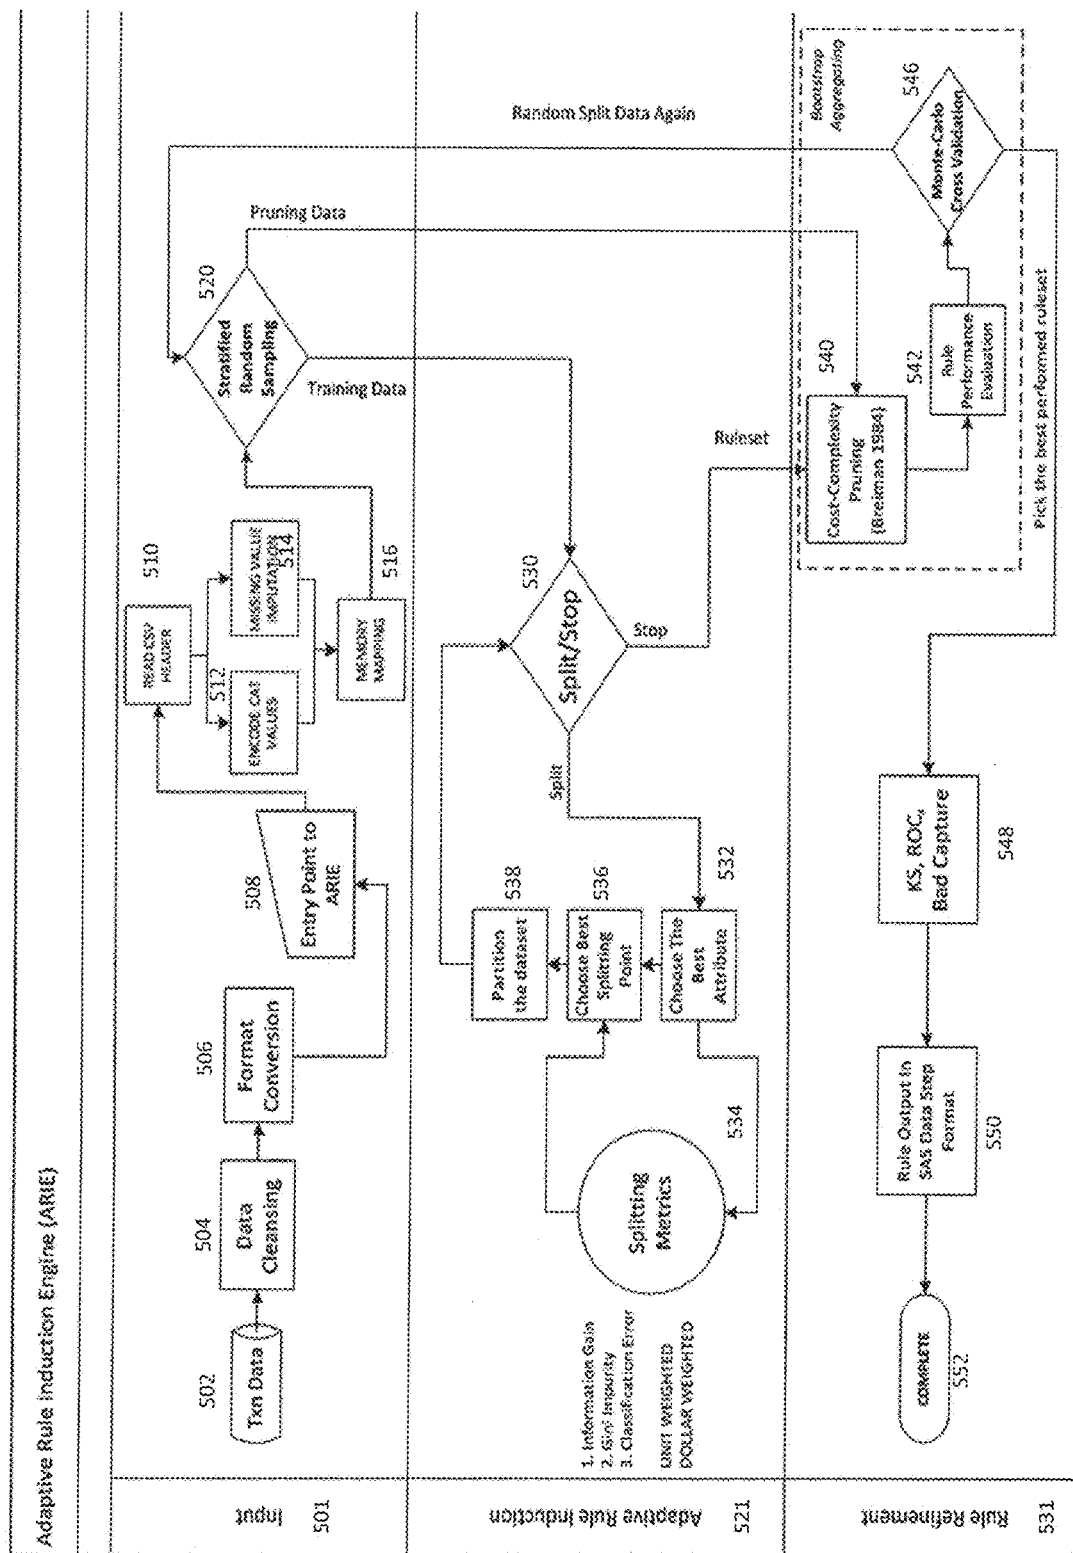 Adaptive Rule Induction Engine (ARIE)
Input
501
502
Txn Data
504
Data
Cleansing
506
Format
Conversion
508
Entry Point to
ARIE
510
READ CSV
HEADER
512
ENCODE CAT
VALUES
MISSING VALUE
IMPUTATION
514
MEMORY
MAPPING
516
Stratified
Random
Sampling
520
Pruning Data
Training Data
Random Split Data Again
Adaptive Rule Induction
521
1. Information Gain
2. Gini Impurity
3. Classification Error
UNIT WEIGHTED
DOLLAR WEIGHTED
Splitting
Metrics
534
Partition
the dataset
538
Choose Best
Splitting
Point
536
Choose The
Best
Attribute
532
Split
Split/Stop
530
Stop
Ruleset
Rule Refinement
531
Bootstrap
Aggregating
Cost-Complexity
Pruning
(Breiman 1984)
540
542
Rule
Performance
Evaluation
Monte-Carlo
Cross Validation
546
Pick the best performed ruleset
KS, ROC,
Bad Capture
548
Rule Output in
SAS Data Step
Format
550
COMPLETE
552